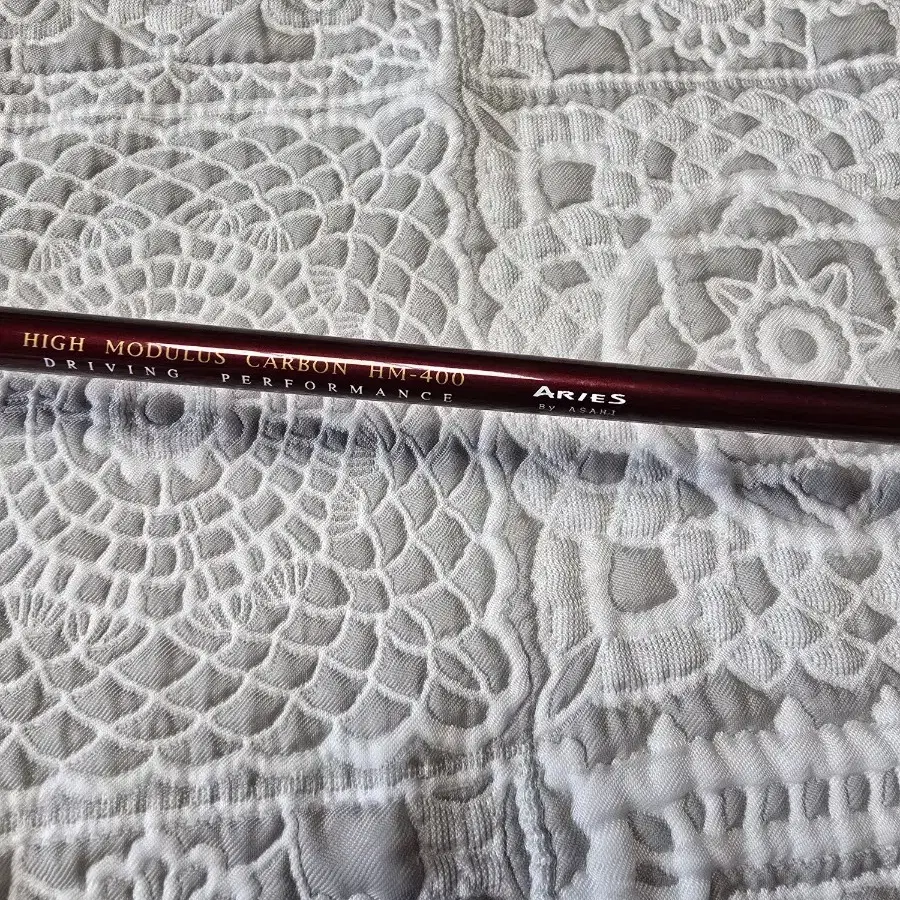 HIGH MODULUS CARBON HM-400
DRIVING PERFORMANCE
ARIES
By ASAHI